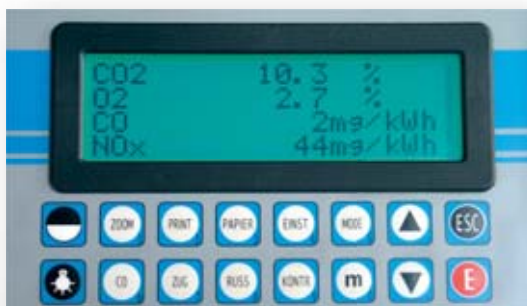 CO2 10.3 %
O2 2.7 %
CO 2mg/kWh
NOx 44mg/kWh
ZOOM PRINT PAPIER EINST MODE ESC
CO ZUG RUSS KONTR m E